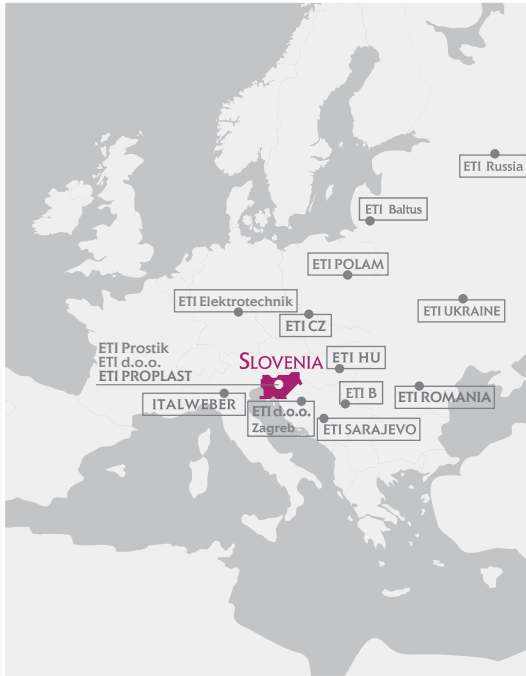 ETI Russia
ETI Baltus
ETI POLAM
ETI Elektrotechnik
ETI UKRAINE
ETI CZ
ETI Prostik
ETI d.o.o.
ETI PROPLAST
SLOVENIA
ETI HU
ITALWEBER
ETI B
ETI ROMANIA
ETI d.o.o.
Zagreb
ETI SARAJEVO